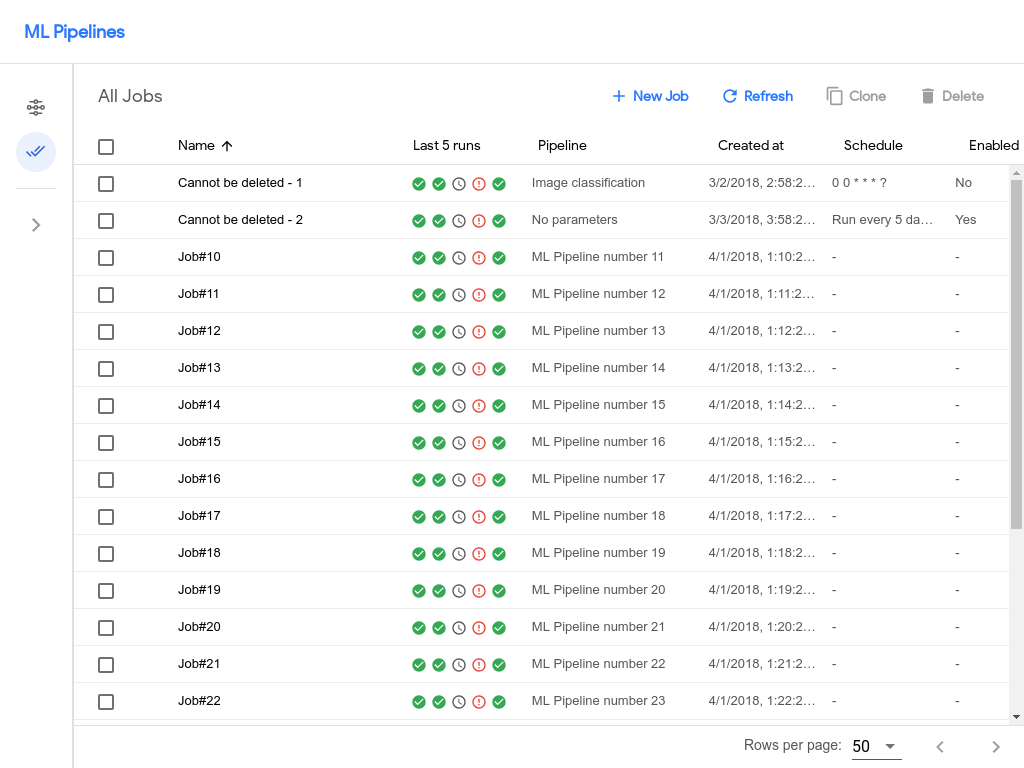 ML Pipelines
All Jobs
New Job Refresh Clone Delete
Name Last 5 runs Pipeline Created at Schedule Enabled
Cannot be deleted - 1 Image classification 3/2/2018, 2:58:2... 0 0 * * * ? No
Cannot be deleted - 2 No parameters 3/3/2018, 3:58:2... Run every 5 da... Yes
Job#10 ML Pipeline number 11 4/1/2018, 1:10:2... - -
Job#11 ML Pipeline number 12 4/1/2018, 1:11:2... - -
Job#12 ML Pipeline number 13 4/1/2018, 1:12:2... - -
Job#13 ML Pipeline number 14 4/1/2018, 1:13:2... - -
Job#14 ML Pipeline number 15 4/1/2018, 1:14:2... - -
Job#15 ML Pipeline number 16 4/1/2018, 1:15:2... - -
Job#16 ML Pipeline number 17 4/1/2018, 1:16:2... - -
Job#17 ML Pipeline number 18 4/1/2018, 1:17:2... - -
Job#18 ML Pipeline number 19 4/1/2018, 1:18:2... - -
Job#19 ML Pipeline number 20 4/1/2018, 1:19:2... - -
Job#20 ML Pipeline number 21 4/1/2018, 1:20:2... - -
Job#21 ML Pipeline number 22 4/1/2018, 1:21:2... - -
Job#22 ML Pipeline number 23 4/1/2018, 1:22:2... - -
Rows per page: 50